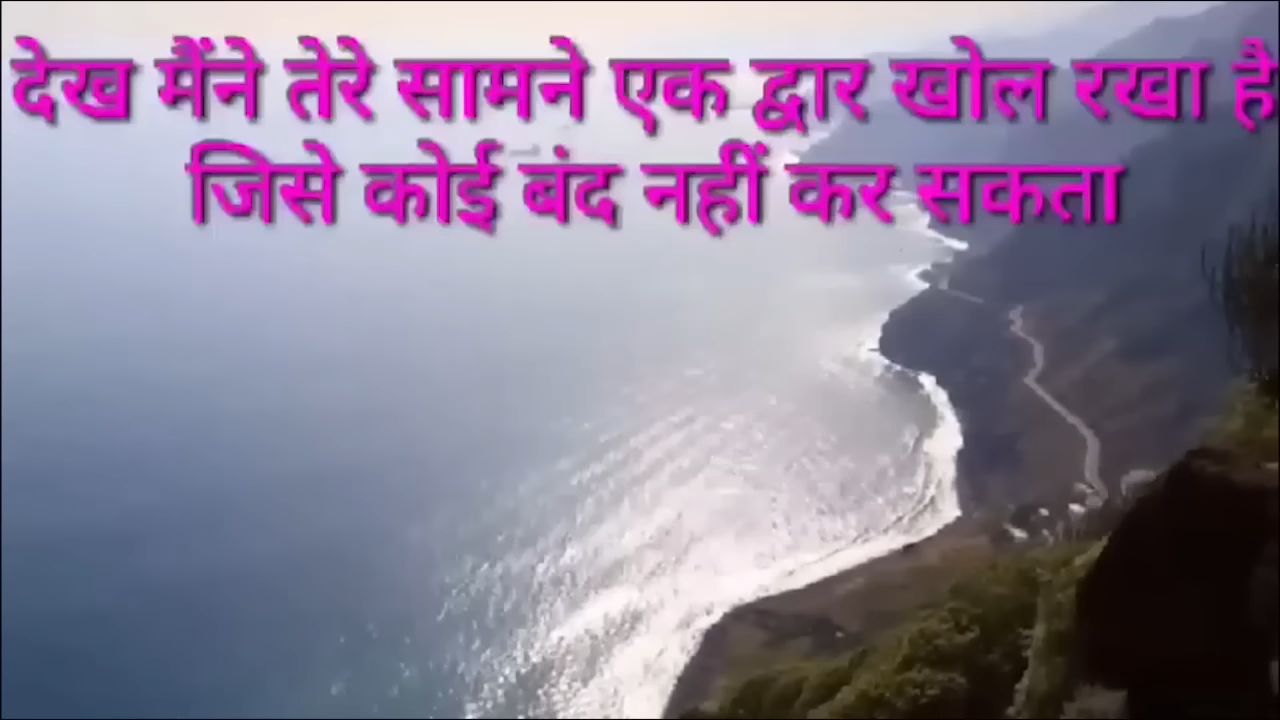 देख मैंने तेरे सामने एक द्वार खोल रखा है
जिसे कोई बंद नहीं कर सकता